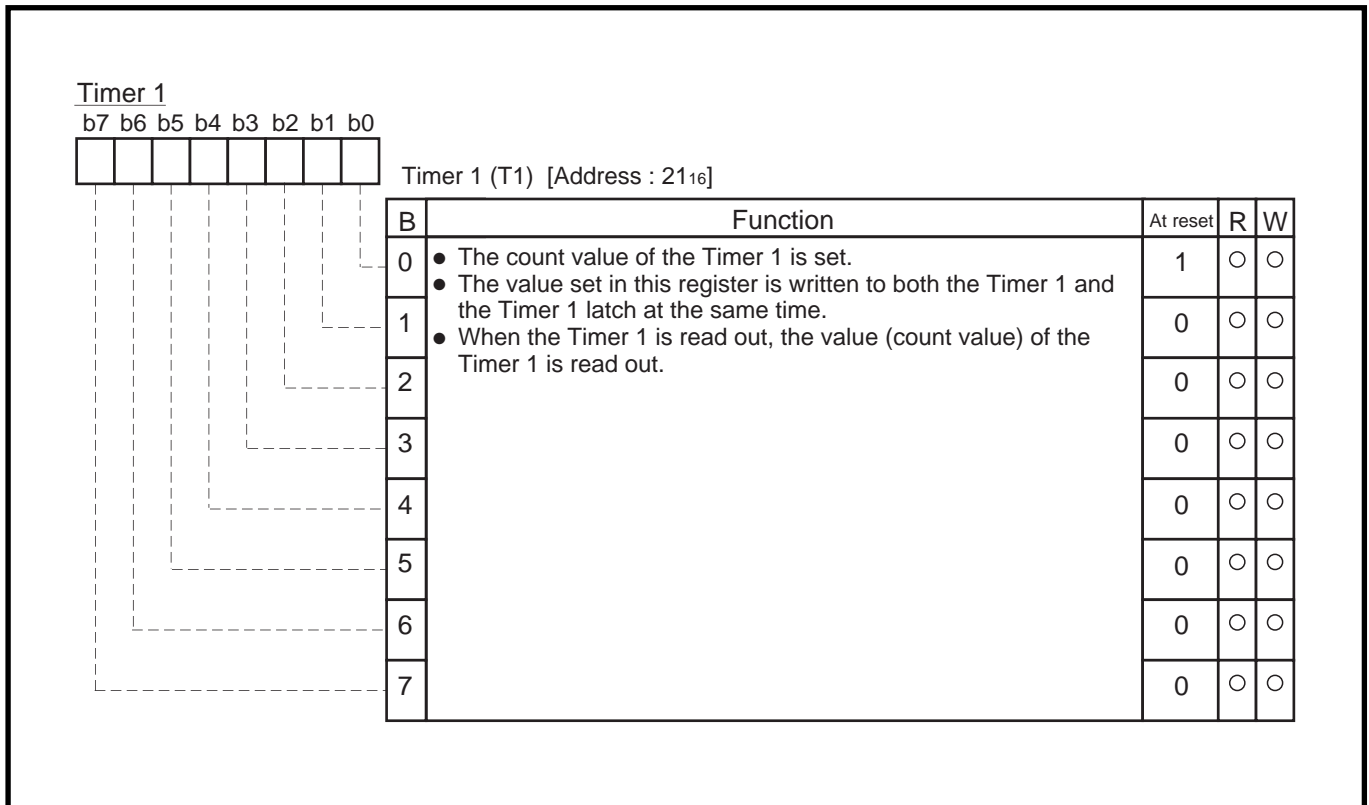 Timer 1
b7 b6 b5 b4 b3 b2 b1 b0
Timer 1 (T1) [Address : 21₁₆]
B Function At reset R W
0 ● The count value of the Timer 1 is set. 1 ○ ○
● The value set in this register is written to both the Timer 1 and
the Timer 1 latch at the same time.
1 0 ○ ○
● When the Timer 1 is read out, the value (count value) of the
Timer 1 is read out.
2 0 ○ ○
3 0 ○ ○
4 0 ○ ○
5 0 ○ ○
6 0 ○ ○
7 0 ○ ○